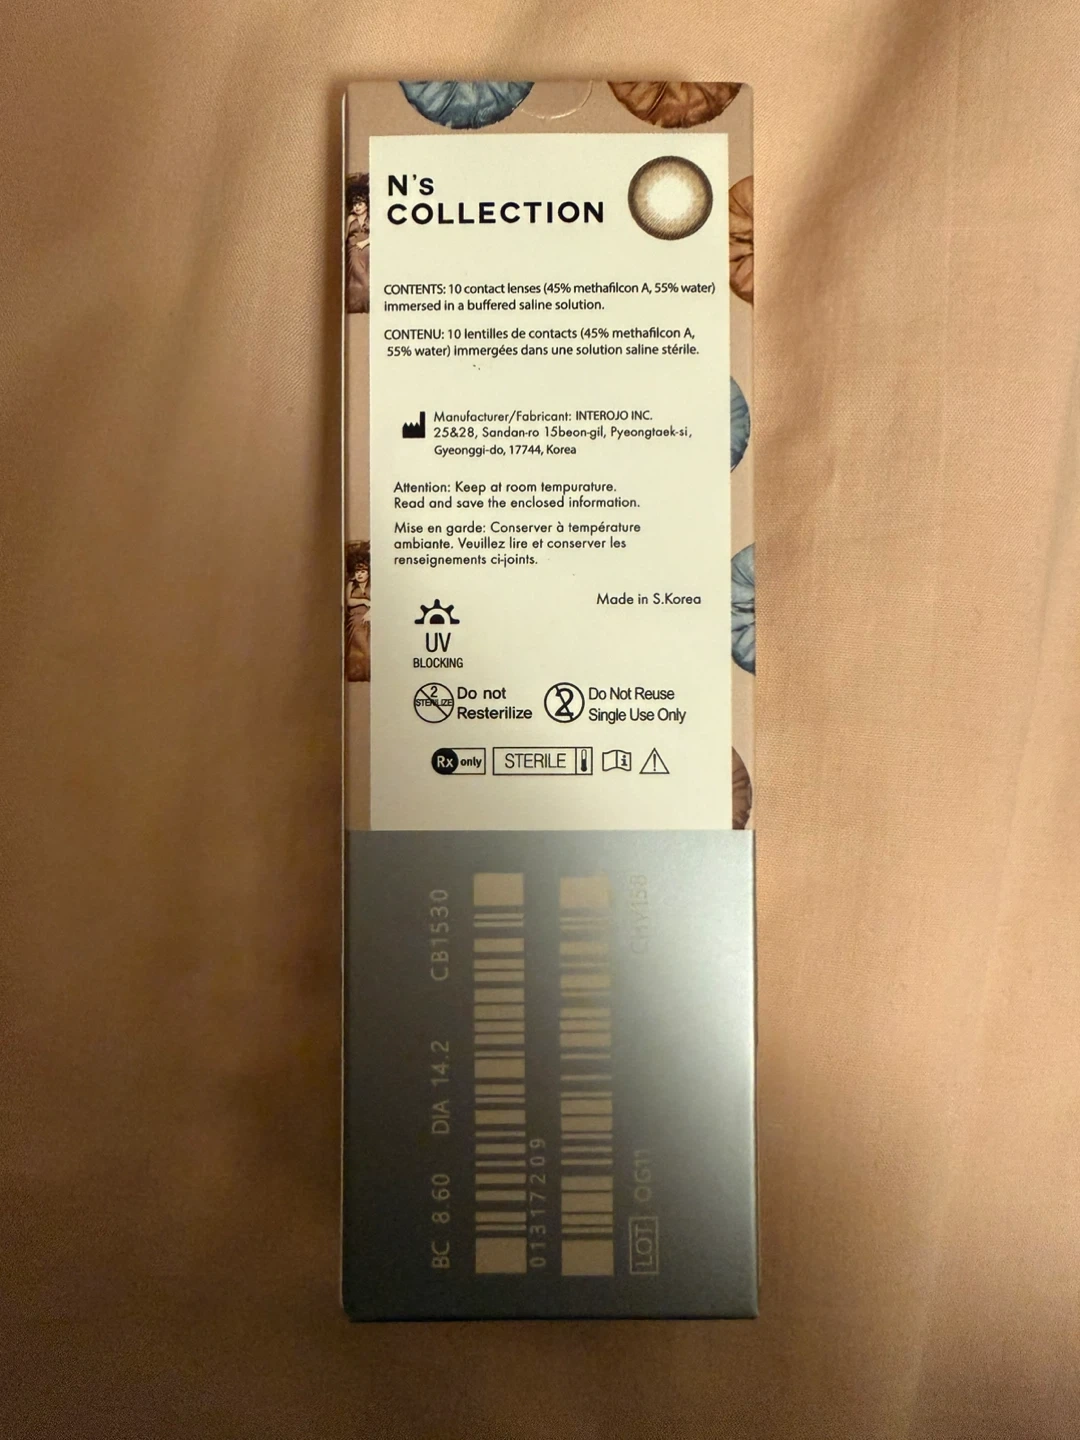 N's
COLLECTION
CONTENTS: 10 contact lenses (45% methafilcon A, 55% water)
immersed in a buffered saline solution.
CONTENU: 10 lentilles de contacts (45% methafilcon A,
55% water) immergées dans une solution saline stérile.
Manufacturer/Fabricant: INTEROJO INC.
25&28, Sandan-ro 15beon-gil, Pyeongtaek-si,
Gyeonggi-do, 17744, Korea
Attention: Keep at room tempurature.
Read and save the enclosed information.
Mise en garde: Conserver à température
ambiante. Veuillez lire et conserver les
renseignements ci-joints.
Made in S.Korea
UV
BLOCKING
2
STERILIZE
Do not
Resterilize
2
Do Not Reuse
Single Use Only
Rx only
STERILE
BC 8.60 DIA 14.2 CB1530
01317209
LOT OG11